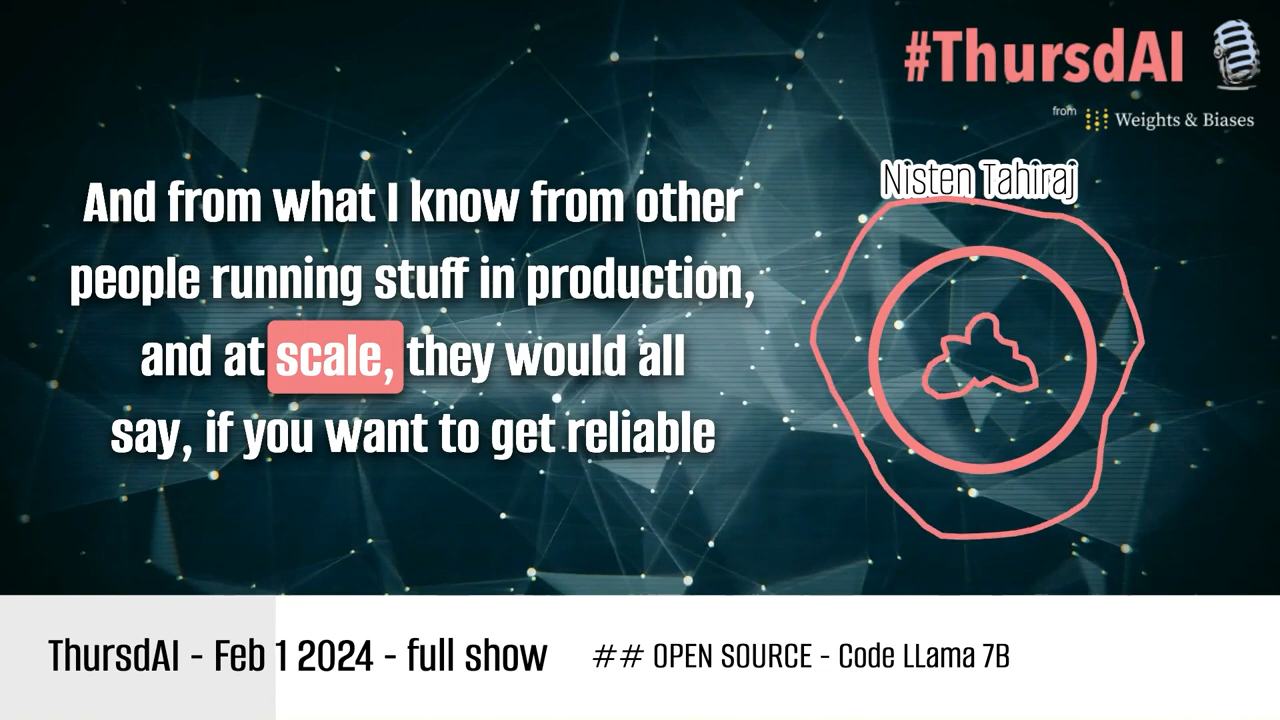 #ThursdAI
from Weights & Biases
Nisten Tahiraj
And from what I know from other
people running stuff in production,
and at scale, they would all
say, if you want to get reliable
ThursdAI - Feb 1 2024 - full show
## OPEN SOURCE - Code LLama 7B